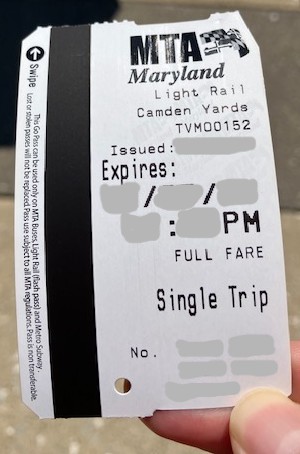 MTA
Maryland
Light Rail
Camden Yards
TVM00152
Issued:
Expires:
/ /
: PM
FULL FARE
Single Trip
No.
Swipe
This Go Pass can be used only on MTA Buses, Light Rail (flash pass) and Metro Subway.
Lost or stolen passes will not be replaced. Pass use subject to all MTA regulations. Pass is non transferable.